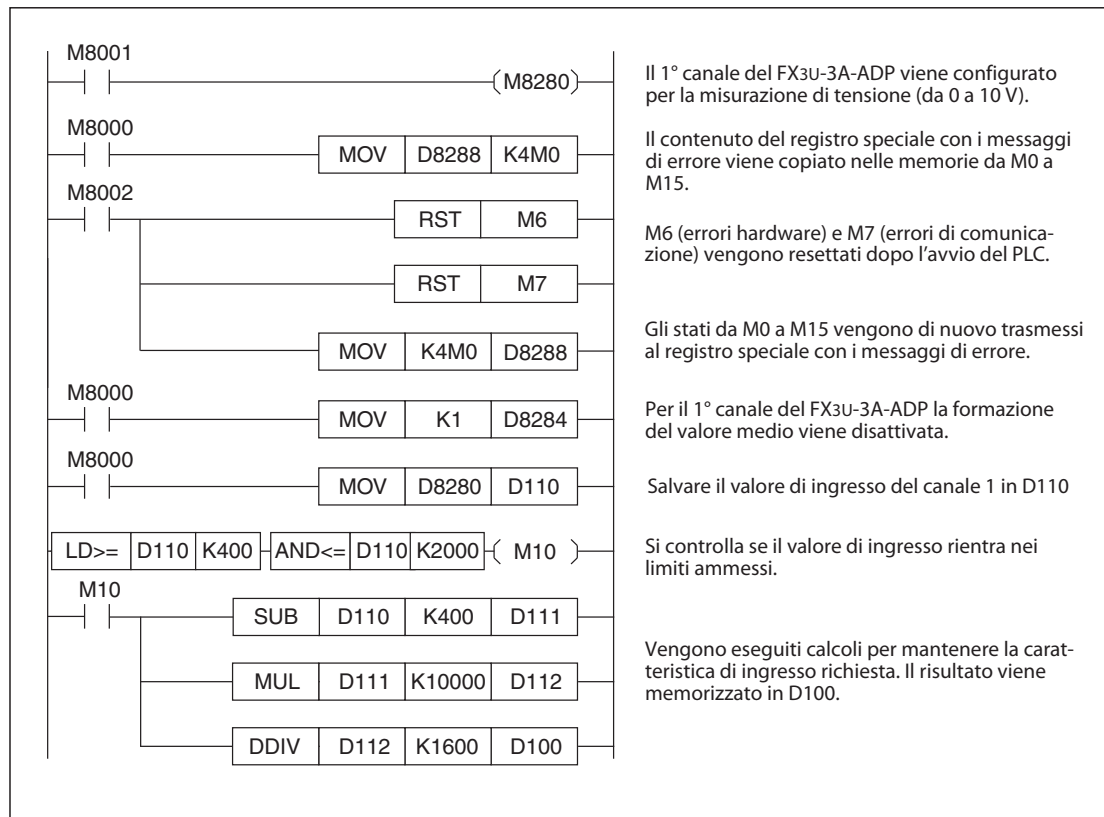 M8001
M8280
Il 1° canale del FX3U-3A-ADP viene configurato
per la misurazione di tensione (da 0 a 10 V).
M8000
MOV D8288 K4M0
Il contenuto del registro speciale con i messaggi
di errore viene copiato nelle memorie da M0 a
M15.
M8002
RST M6
M6 (errori hardware) e M7 (errori di comunica-
zione) vengono resettati dopo l'avvio del PLC.
RST M7
MOV K4M0 D8288
Gli stati da M0 a M15 vengono di nuovo trasmessi
al registro speciale con i messaggi di errore.
M8000
MOV K1 D8284
Per il 1° canale del FX3U-3A-ADP la formazione
del valore medio viene disattivata.
M8000
MOV D8280 D110
Salvare il valore di ingresso del canale 1 in D110
LD>= D110 K400 AND<= D110 K2000 M10
Si controlla se il valore di ingresso rientra nei
limiti ammessi.
M10
SUB D110 K400 D111
MUL D111 K10000 D112
DDIV D112 K1600 D100
Vengono eseguiti calcoli per mantenere la carat-
teristica di ingresso richiesta. Il risultato viene
memorizzato in D100.